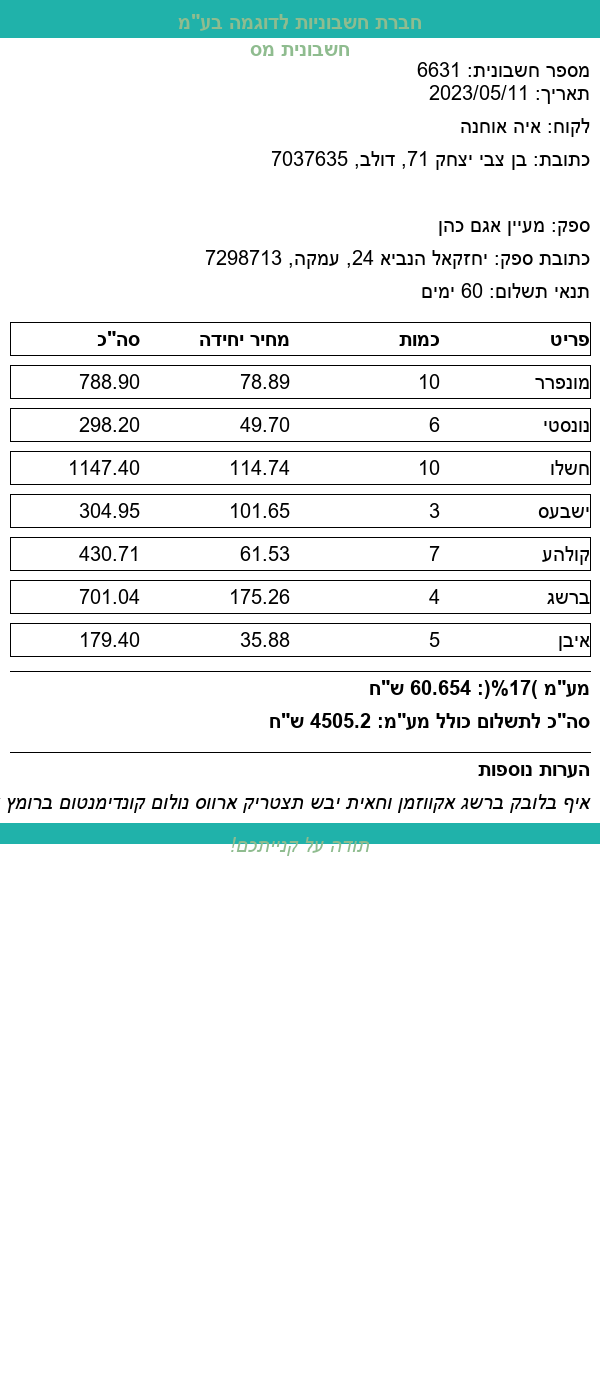 חברת חשבוניות לדוגמה בע"מ
חשבונית מס
מספר חשבונית: 6631
תאריך: 2023/05/11
לקוח: איה אוחנה
כתובת: בן צבי יצחק 71, דולב, 7037635
ספק: מעיין אגם כהן
כתובת ספק: יחזקאל הנביא 24, עמקה, 7298713
תנאי תשלום: 60 ימים
פריט כמות מחיר יחידה סה"כ
מונפרר 10 78.89 788.90
נונסטי 6 49.70 298.20
חשלו 10 114.74 1147.40
ישבעס 3 101.65 304.95
קולהע 7 61.53 430.71
ברשג 4 175.26 701.04
איבן 5 35.88 179.40
מע"מ )17%(: 60.654 ש"ח
סה"כ לתשלום כולל מע"מ: 4505.2 ש"ח
הערות נוספות
איף בלובק ברשג אקווזמן וחאית יבש תצטריק ארווס נולום קונדימנטום ברומץ
תודה על קנייתכם!